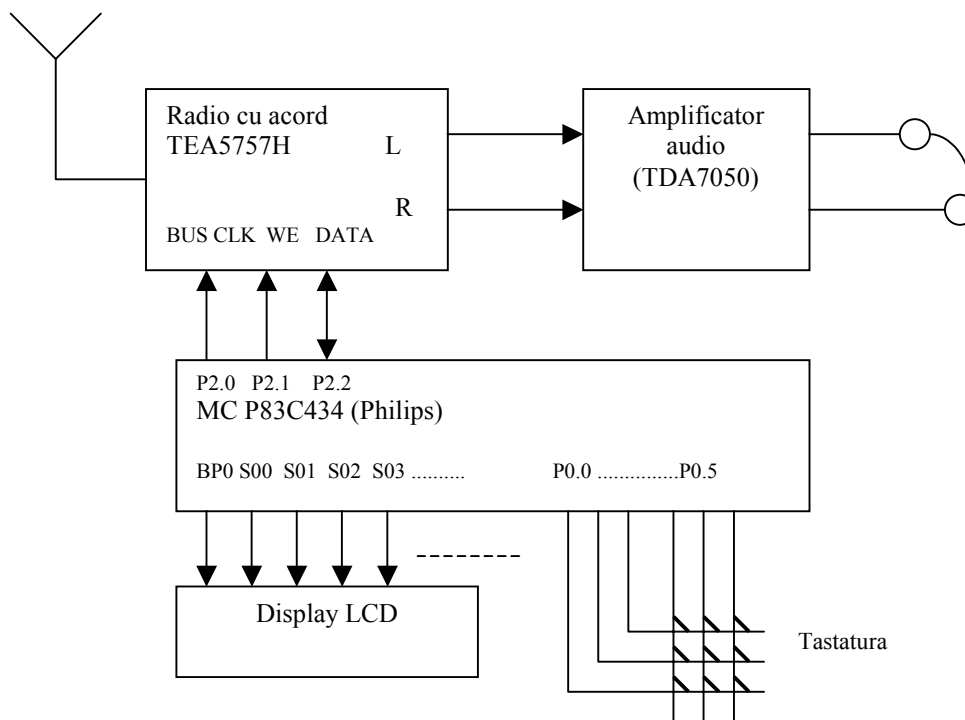 Radio cu acord
TEA5757H L
R
BUS CLK WE DATA
Amplificator
audio
(TDA7050)
P2.0 P2.1 P2.2
MC P83C434 (Philips)
BP0 S00 S01 S02 S03 .......... P0.0 ................P0.5
Display LCD
Tastatura